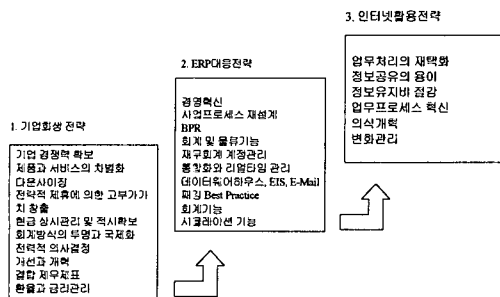 1. 기업회생 전략
기업 경쟁력 확보
제품과 서비스의 차별화
다운사이징
전략적 제휴에 의한 고부가가
치 창출
현금 상시관리 및 적시확보
회계방식의 투명과 국제화
전략적 의사결정
개선과 개혁
결합 재무제표
환율과 금리관리
2. ERP대응전략
경영혁신
사업프로세스 재설계
BPR
회계 및 물류기능
재무회계 계정관리
통합화와 리얼타임 관리
데이터웨어하우스, EIS, E-Mail
패킹 Best Practice
회계기능
시뮬레이션 기능
3. 인터넷활용전략
업무처리의 재택화
정보공유의 용이
정보유지비 절감
업무프로세스 혁신
의식개혁
변화관리